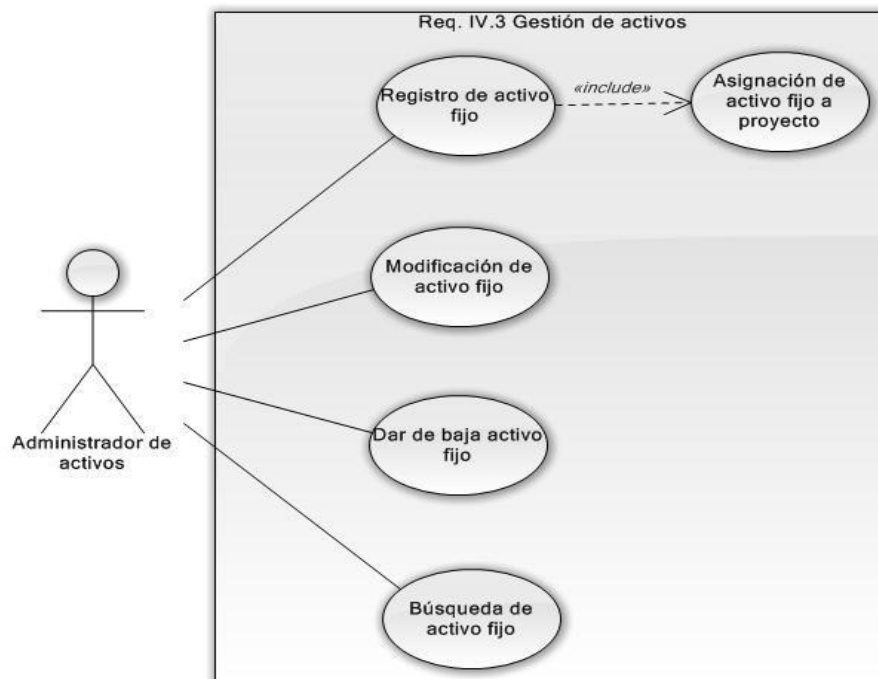 Req. IV.3 Gestión de activos
Registro de activo
fijo
«include»
Asignación de
activo fijo a
proyecto
Modificación de
activo fijo
Administrador de
activos
Dar de baja activo
fijo
Búsqueda de
activo fijo